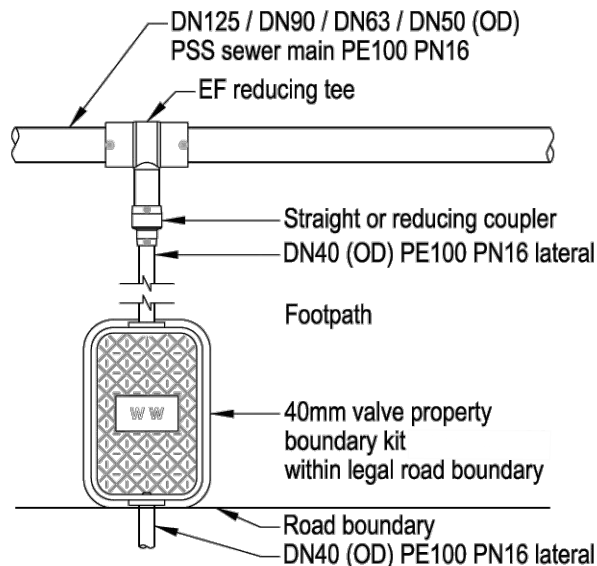 DN125 / DN90 / DN63 / DN50 (OD)
PSS sewer main PE100 PN16
EF reducing tee
Straight or reducing coupler
DN40 (OD) PE100 PN16 lateral
Footpath
40mm valve property
boundary kit
within legal road boundary
WW
Road boundary
DN40 (OD) PE100 PN16 lateral